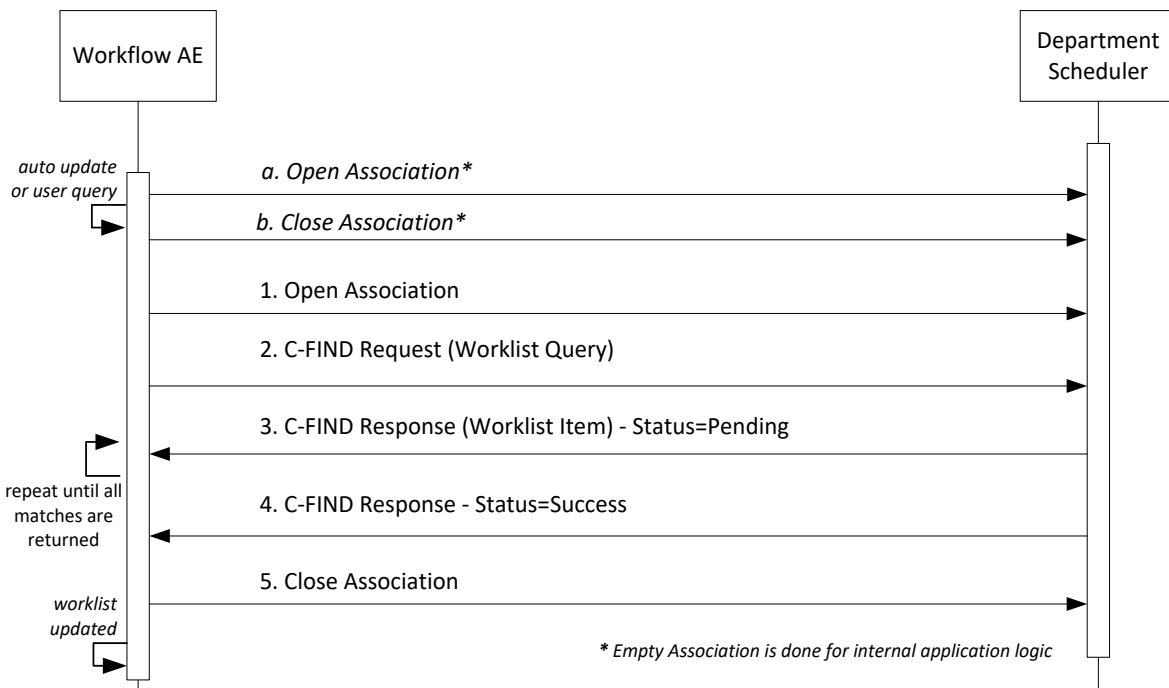 Workflow AE
Department
Scheduler
auto update
or user query
a. Open Association*
b. Close Association*
1. Open Association
2. C-FIND Request (Worklist Query)
3. C-FIND Response (Worklist Item) - Status=Pending
repeat until all
matches are
returned
4. C-FIND Response - Status=Success
5. Close Association
worklist
updated
* Empty Association is done for internal application logic